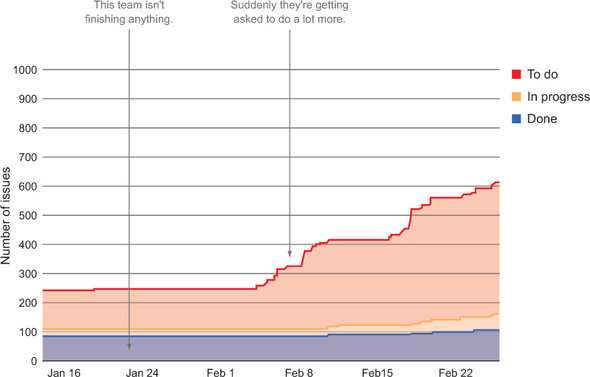 This team isn't
finishing anything.
Suddenly they're getting
asked to do a lot more.
1000
900
800
700
600
500
400
300
200
100
0
Number of issues
Jan 16
Jan 24
Feb 1
Feb 8
Feb15
Feb 22
To do
In progress
Done